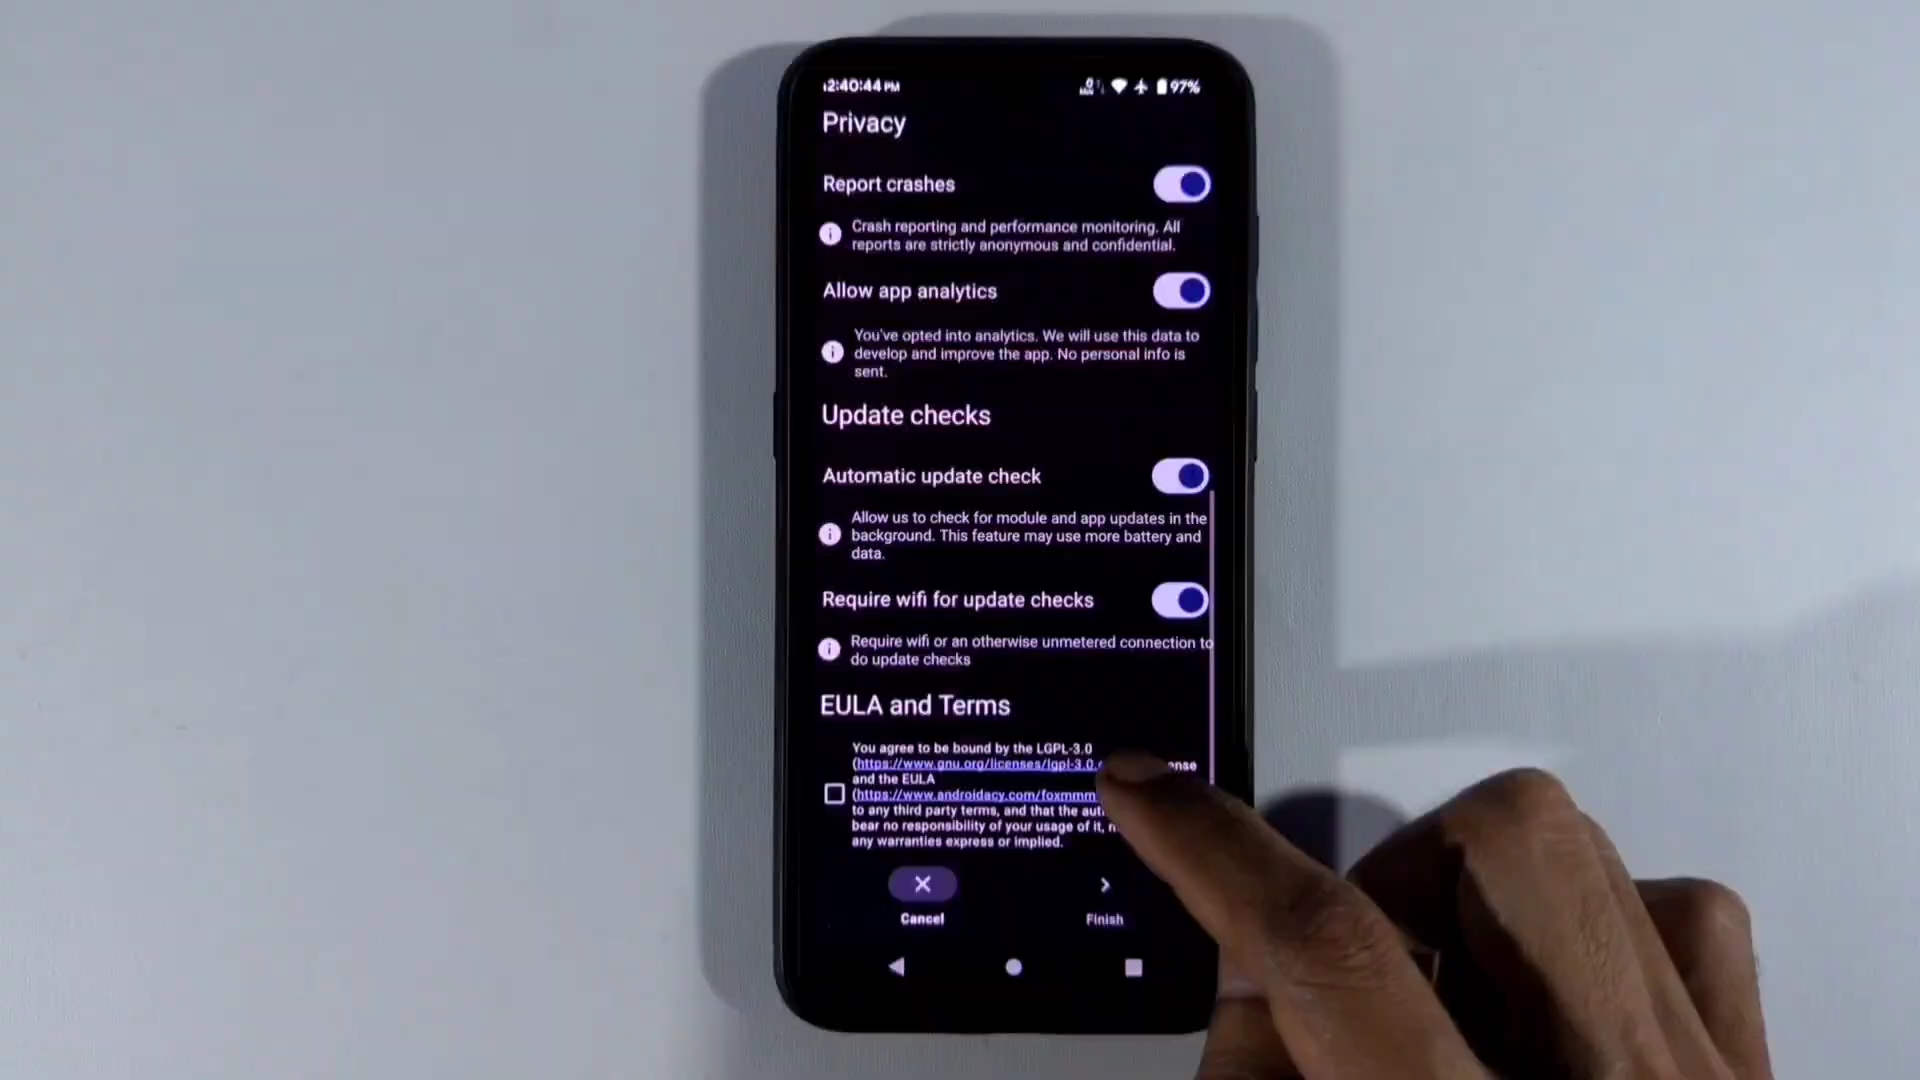 12:40:44 PM
97%
Privacy
Report crashes
Crash reporting and performance monitoring. All
reports are strictly anonymous and confidential.
Allow app analytics
You've opted into analytics. We will use this data to
develop and improve the app. No personal info is
sent.
Update checks
Automatic update check
Allow us to check for module and app updates in the
background. This feature may use more battery and
data.
Require wifi for update checks
Require wifi or an otherwise unmetered connection to
do update checks
EULA and Terms
You agree to be bound by the LGPL-3.0
(https://www.gnu.org/licenses/lgpl-3.0.
and the EULA
(https://www.androidacy.com/foxmmm
to any third party terms, and that the
bear no responsibility of your usage of it,
any warranties express or implied.
Cancel
Finish